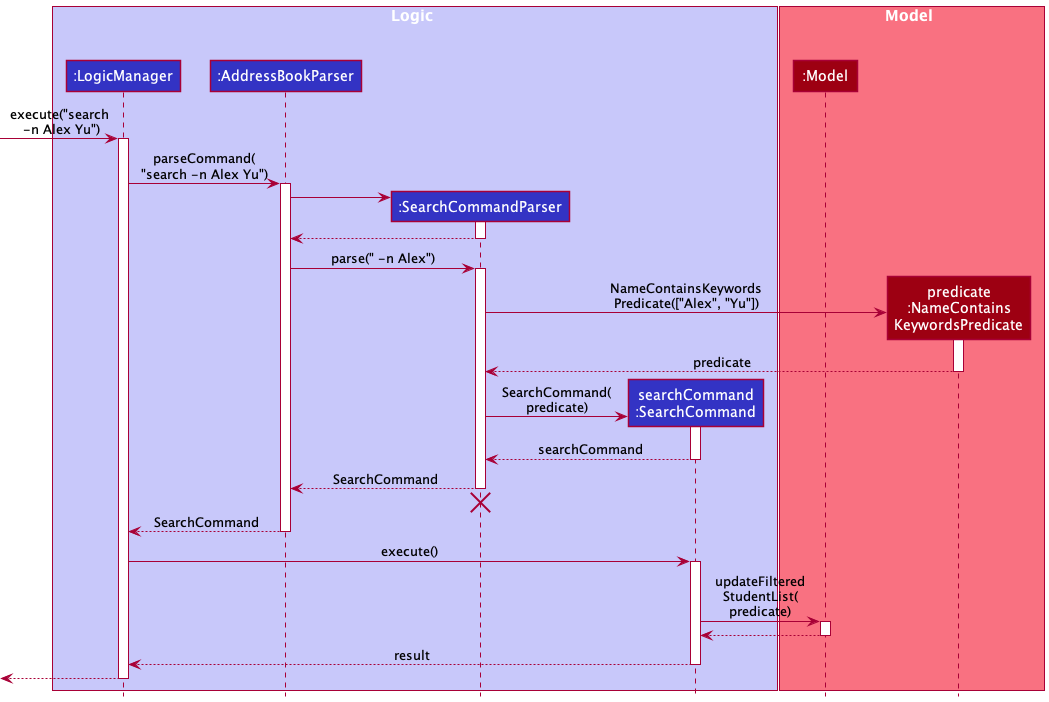 Logic
Model
:LogicManager
:AddressBookParser
:Model
execute("search
-n Alex Yu")
parseCommand(
"search -n Alex Yu")
:SearchCommandParser
parse(" -n Alex")
NameContainsKeywords
Predicate(["Alex", "Yu"])
predicate
:NameContains
KeywordsPredicate
predicate
SearchCommand(
predicate)
searchCommand
:SearchCommand
searchCommand
SearchCommand
SearchCommand
execute()
updateFiltered
StudentList(
predicate)
result